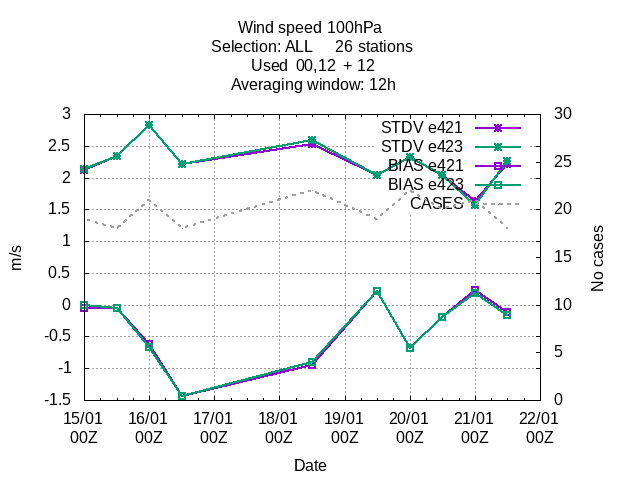 Wind speed 100hPa
Selection: ALL 26 stations
Used 00,12 + 12
Averaging window: 12h
STDV e421
STDV e423
BIAS e421
BIAS e423
CASES
3
2.5
2
1.5
1
0.5
0
-0.5
-1
-1.5
30
25
20
15
10
5
0
m/s
No cases
15/01 16/01 17/01 18/01 19/01 20/01 21/01 22/01
00Z 00Z 00Z 00Z 00Z 00Z 00Z 00Z
Date